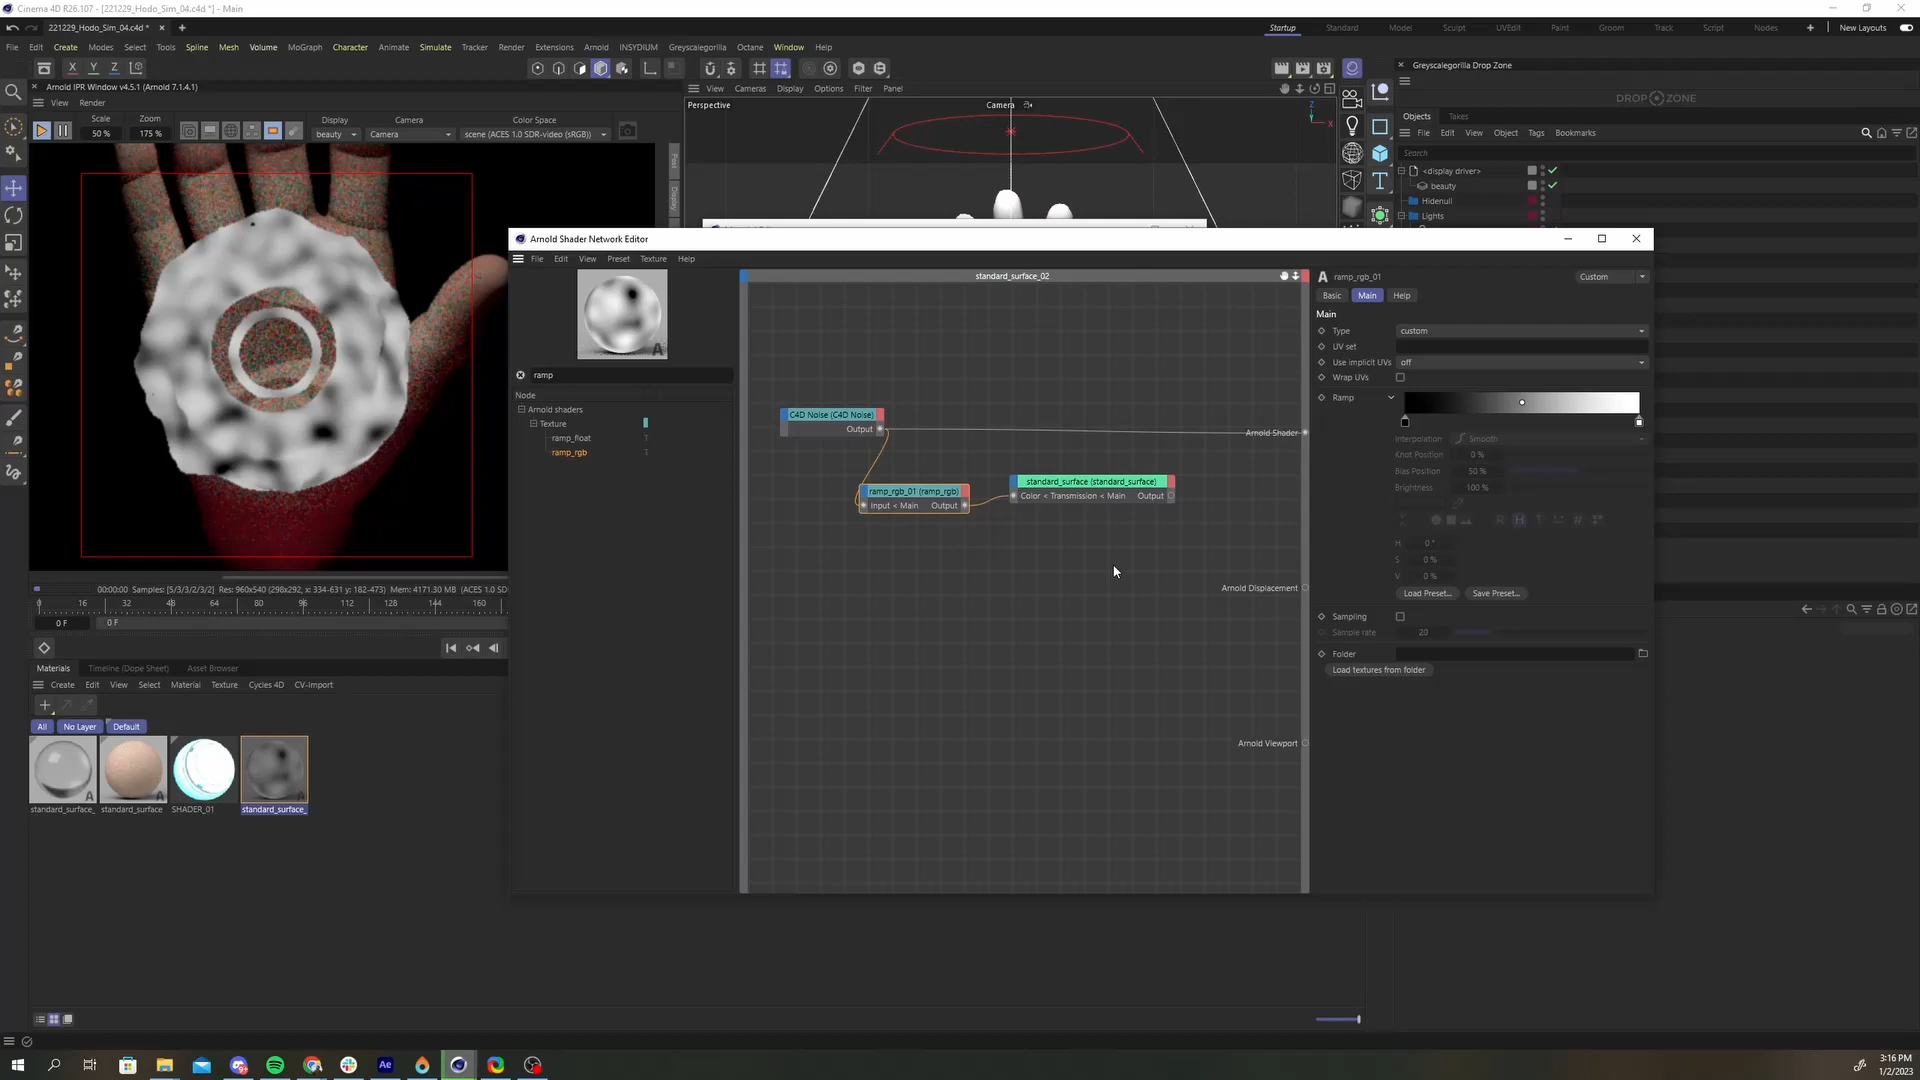 Cinema 4D R26.107 - [221229_Hodo_Sim_04.c4d *] - Main
221229_Hodo_Sim_04.c4d *
Startup Standard Model Sculpt UVEdit Paint Groom Track Script Nodes New Layouts
File Edit Create Modes Select Tools Spline Mesh Volume MoGraph Character Animate Simulate Tracker Render Extensions Arnold INSYDIUM Greyscalegorilla Octane Window Help
X Y Z
Arnold IPR Window v4.5.1 (Arnold 7.1.4.1)
View Render
Scale Zoom Display Camera Color Space
50 % 175 % beauty Camera scene (ACES 1.0 SDR-video (sRGB))
Post
Display
View Cameras Display Options Filter Panel
Perspective Camera
Z
X
Greyscalegorilla Drop Zone
DROP ZONE
Objects Takes
File Edit View Object Tags Bookmarks
Search
<display driver>
beauty
Hidenull
Lights
Arnold Shader Network Editor
File Edit View Preset Texture Help
A
ramp
Node
Arnold shaders
Texture
ramp_float
ramp_rgb
standard_surface_02
C4D Noise (C4D Noise)
Output
ramp_rgb_01 (ramp_rgb)
Input < Main Output
standard_surface (standard_surface)
Color < Transmission < Main Output
Arnold Shader
Arnold Displacement
Arnold Viewport
A ramp_rgb_01 Custom
Basic Main Help
Main
Type custom
UV set
Use implicit UVs off
Wrap UVs
Ramp
Interpolation Smooth
Knot Position 0 %
Bias Position 50 %
Brightness 100 %
R H
H 0 °
S 0 %
V 0 %
Load Preset... Save Preset...
Sampling
Sample rate 20
Folder
Load textures from folder
00:00:00 Samples: [5/3/3/2/3/2] Res: 960x540 (298x292, x: 334-631 y: 182-473) Mem: 4171.30 MB (ACES 1.0 SD
0 16 32 48 64 80 96 112 128 144 160
0 F 0 F
Materials Timeline (Dope Sheet) Asset Browser
Create Edit View Select Material Texture Cycles 4D CV-Import
All No Layer Default
A A A
standard_surface_ standard_surface SHADER_01 standard_surface_
Ae
3:16 PM
1/2/2023